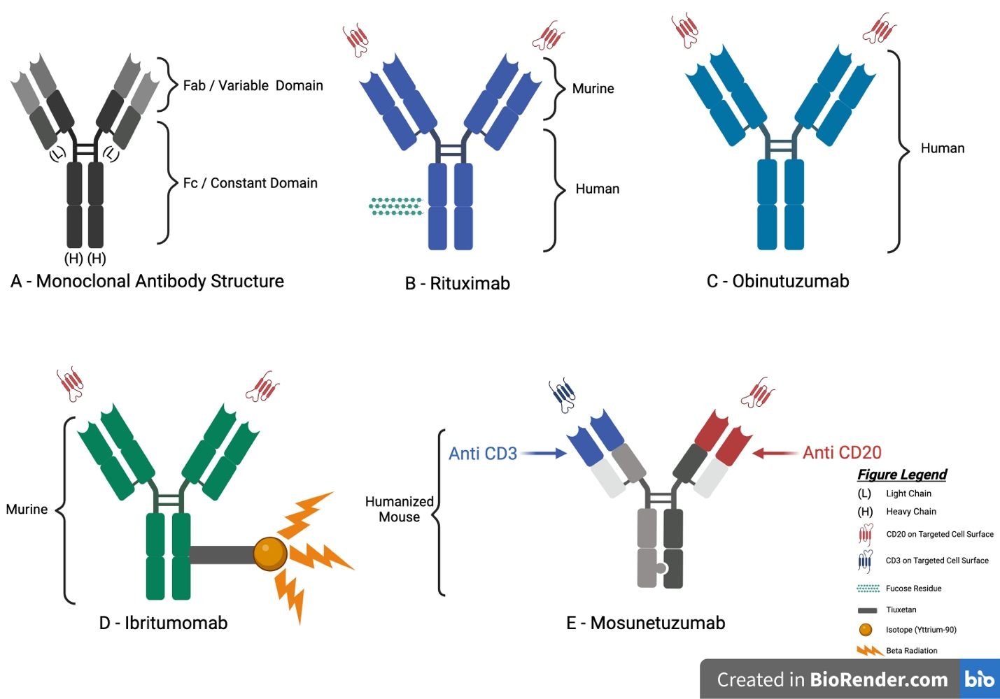 Fab / Variable Domain
Fc / Constant Domain
(L)
(L)
(H) (H)
A - Monoclonal Antibody Structure
Murine
Human
B - Rituximab
Human
C - Obinutuzumab
Murine
D - Ibritumomab
Humanized
Mouse
Anti CD3
Anti CD20
E - Mosunetuzumab
Figure Legend
(L) Light Chain
(H) Heavy Chain
CD20 on Targeted Cell Surface
CD3 on Targeted Cell Surface
Fucose Residue
Tiuxetan
Isotope (Yttrium-90)
Beta Radiation
Created in BioRender.com bio